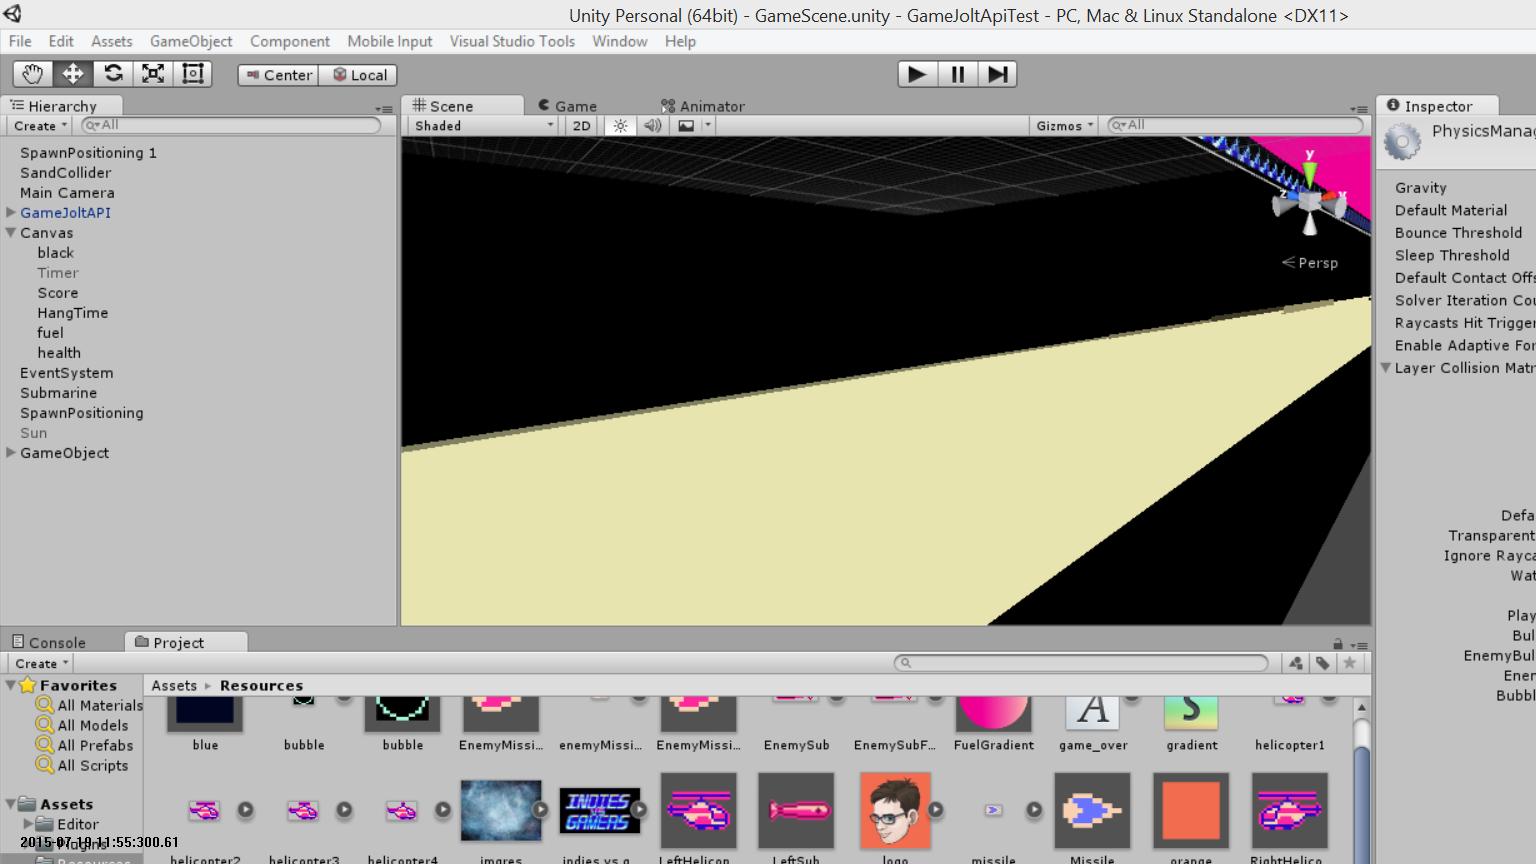 Unity Personal (64bit) - GameScene.unity - GameJoltApiTest - PC, Mac & Linux Standalone <DX11>
File Edit Assets GameObject Component Mobile Input Visual Studio Tools Window Help
Center Local
Hierarchy
Create All
SpawnPositioning 1
SandCollider
Main Camera
GameJoltAPI
Canvas
black
Timer
Score
HangTime
fuel
health
EventSystem
Submarine
SpawnPositioning
Sun
GameObject
Scene Game Animator
Shaded 2D Gizmos All
y
z x
Persp
Inspector
PhysicsManag
Gravity
Default Material
Bounce Threshold
Sleep Threshold
Default Contact Offs
Solver Iteration Cou
Raycasts Hit Trigger
Enable Adaptive For
Layer Collision Matr
Defa
Transparent
Ignore Rayca
Wat
Play
Bul
EnemyBul
Enem
Bubbl
Console Project
Create
Favorites
All Materials
All Models
All Prefabs
All Scripts
Assets
Editor
Plugins
Resources
2015-07-19 11:55:300.61
Assets Resources
A S
blue bubble bubble EnemyMissi... enemyMissi... EnemyMissi... EnemySub EnemySubF... FuelGradient game_over gradient helicopter1
INDIES
VS
GAMERS
helicopter2 helicopter3 helicopter4 images indies vs g LeftHelicop LeftSub logo missile Missile orange RightHelico